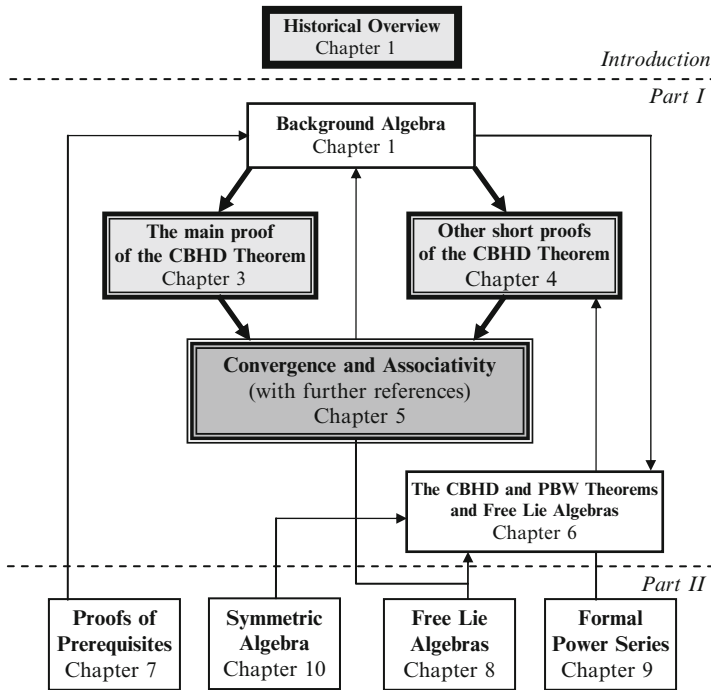 Historical Overview
Chapter 1
Introduction
Part I
Background Algebra
Chapter 1
The main proof
of the CBHD Theorem
Chapter 3
Other short proofs
of the CBHD Theorem
Chapter 4
Convergence and Associativity
(with further references)
Chapter 5
The CBHD and PBW Theorems
and Free Lie Algebras
Chapter 6
Part II
Proofs of
Prerequisites
Chapter 7
Symmetric
Algebra
Chapter 10
Free Lie
Algebras
Chapter 8
Formal
Power Series
Chapter 9